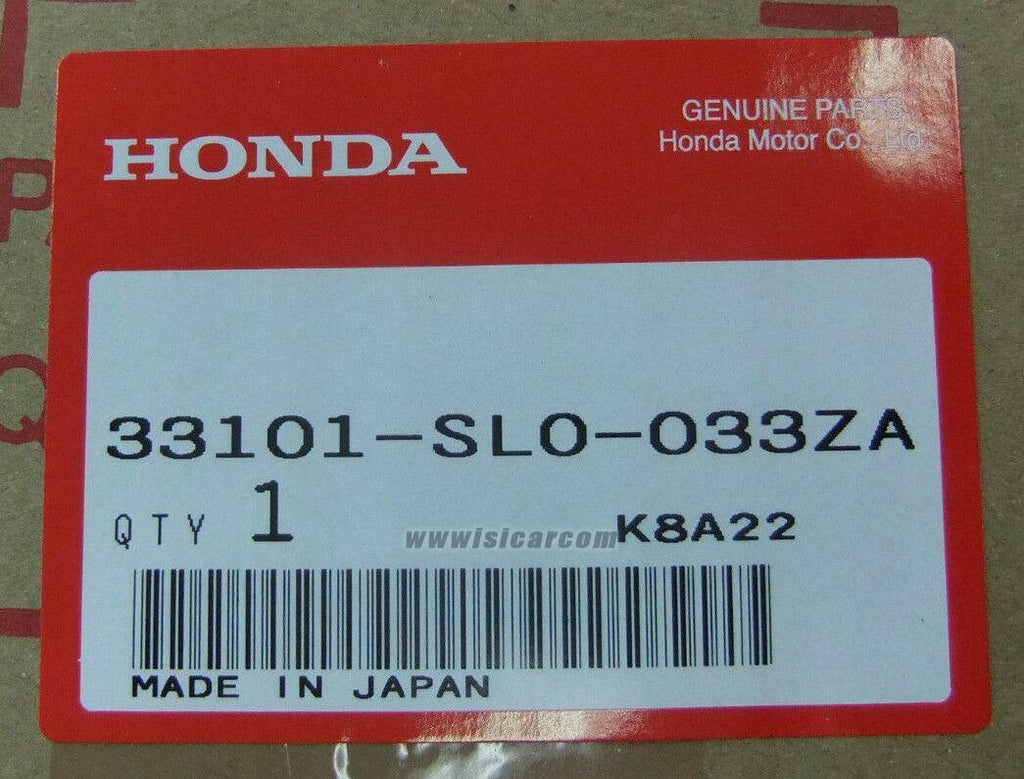 HONDA
GENUINE PARTS
Honda Motor Co., Ltd.
33101-SL0-033ZA
QTY 1
K8A22
wwwisicarcom
MADE IN JAPAN